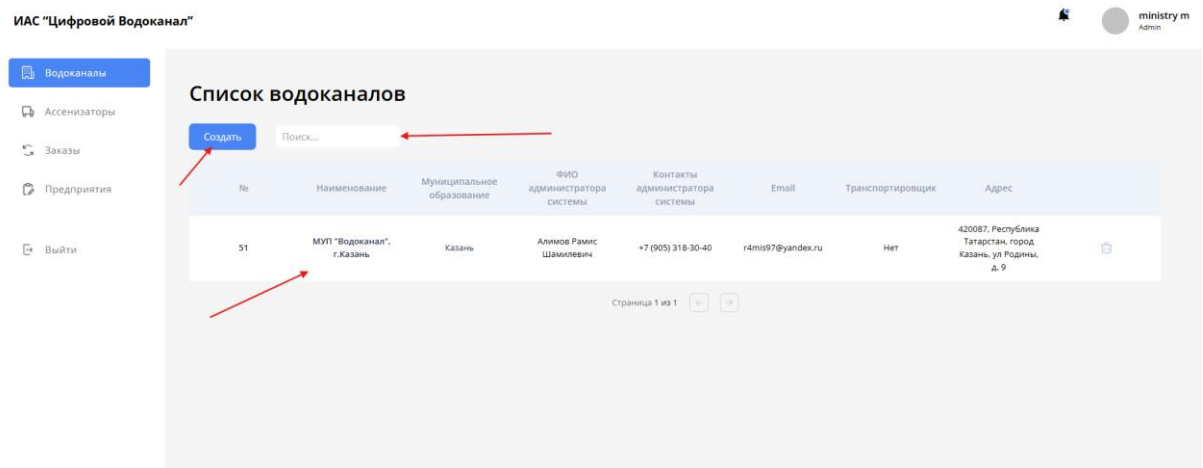 ИАС “Цифровой Водоканал”
ministry m
Admin
Водоканалы
Ассенизаторы
Заказы
Предприятия
Выйти
Список водоканалов
Создать
Поиск...
№
Наименование
Муниципальное
образование
ФИО
администратора
системы
Контакты
администратора
системы
Email
Транспортировщик
Адрес
51
МУП "Водоканал",
г.Казань
Казань
Алимов Рамис
Шамилевич
+7 (905) 318-30-40
r4mis97@yandex.ru
Нет
420087, Республика
Татарстан, город
Казань, ул Родины,
д. 9
Страница 1 из 1